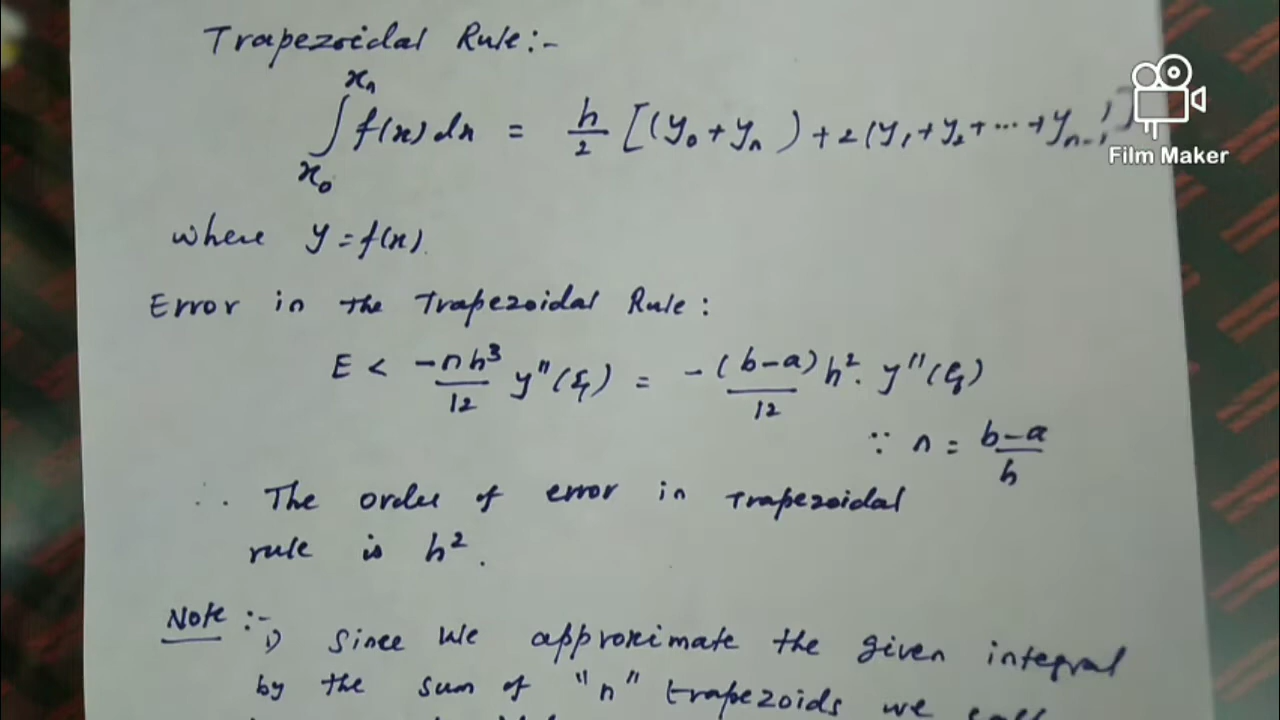 Trapezoidal Rule:-
∫_{x₀}^{xₙ} f(x) dx = h/2 [(y₀ + yₙ) + 2(y₁ + y₂ + ... + yₙ₋₁)]
Film Maker
where y = f(x).
Error in the Trapezoidal Rule:
E < -nh³/12 y''(ξ) = -(b-a)/12 h². y''(ξ)
∵ n = (b-a)/h
∴ The order of error in Trapezoidal
rule is h².
Note :-
1) Since we approximate the given integral
by the sum of "n" trapezoids we call